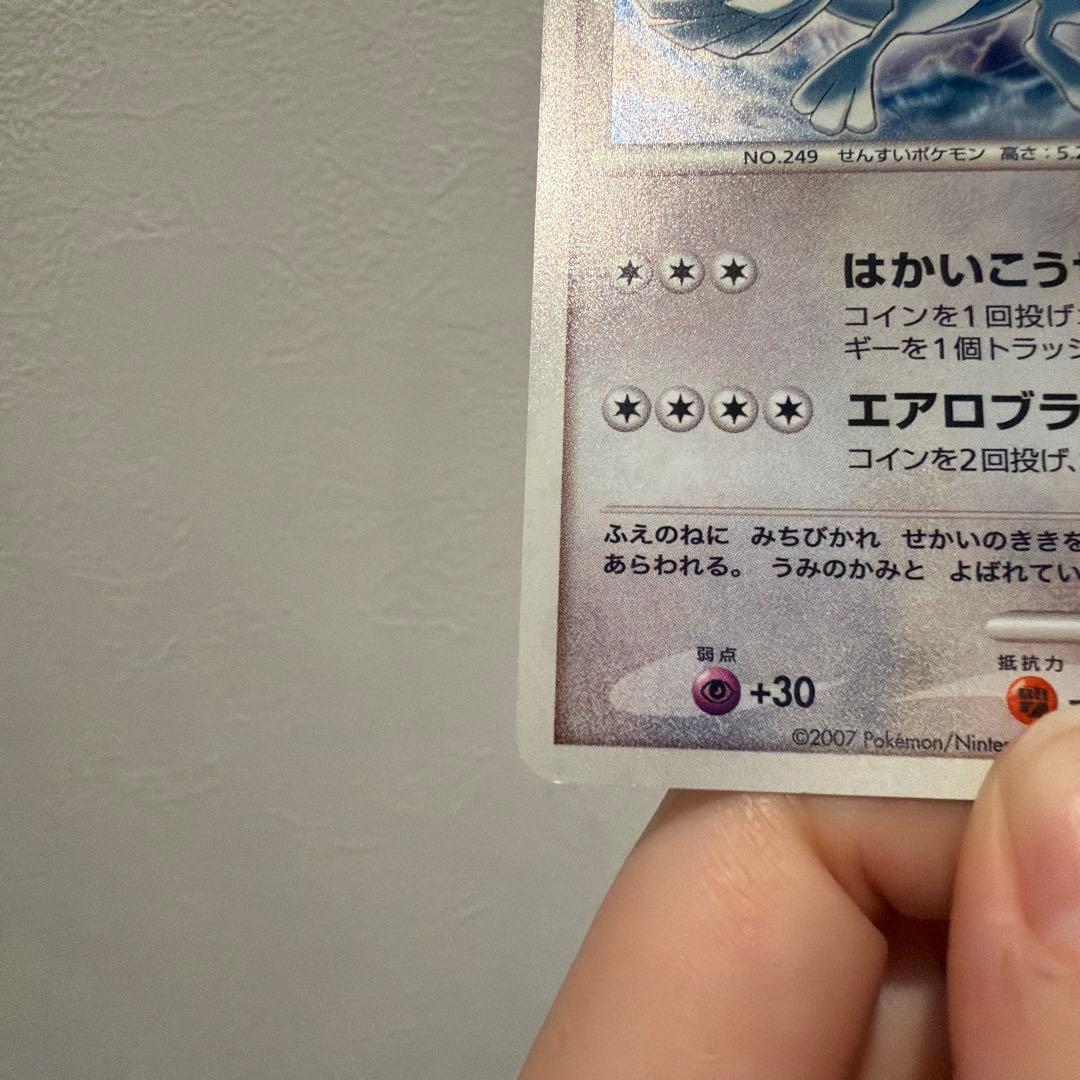 NO.249 せんすいポケモン 高さ:5.2
はかいこう
コインを1回投げ
ギーを1個トラッシ
エアロブラ
コインを2回投げ、
ふえのねに みちびかれ せかいのききを
あらわれる。 うみのかみと よばれてい
弱点 抵抗力
+30
©2007 Pokémon/Ninten